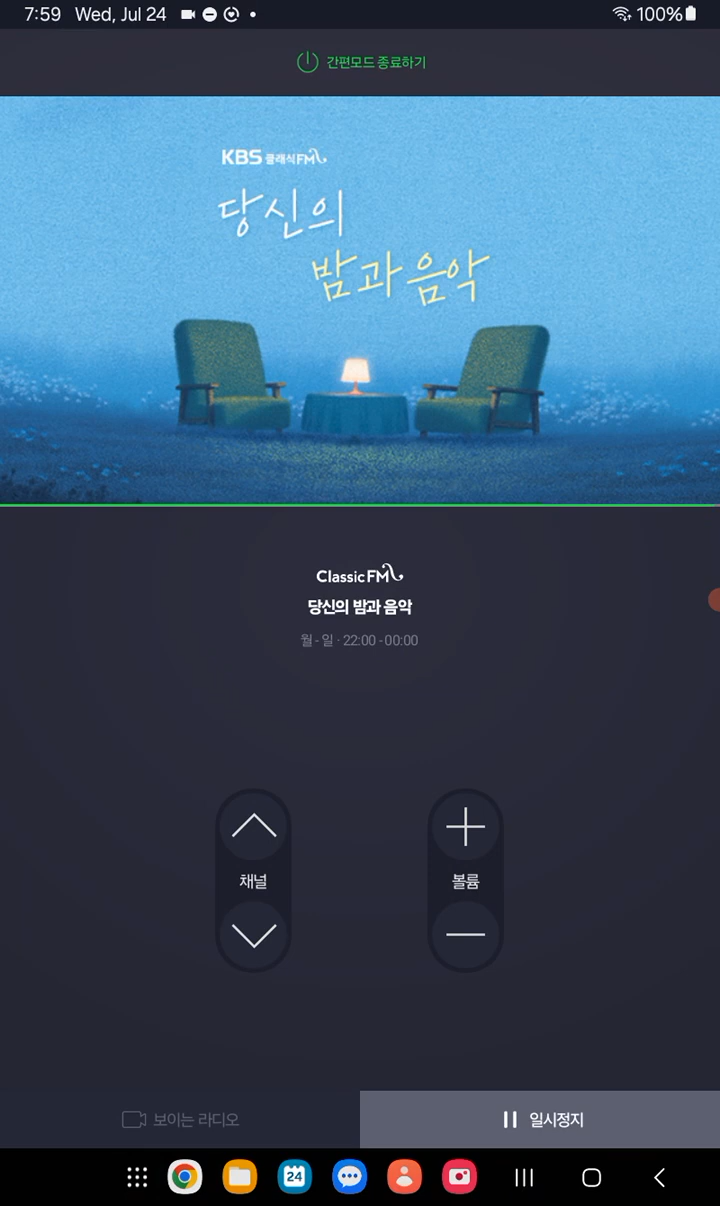 7:59 Wed, Jul 24
100%
간편모드 종료하기
KBS 클래식FM
당신의
밤과 음악
Classic FM
당신의 밤과 음악
월 - 일 · 22:00 - 00:00
채널
볼륨
보이는 라디오
일시정지
24